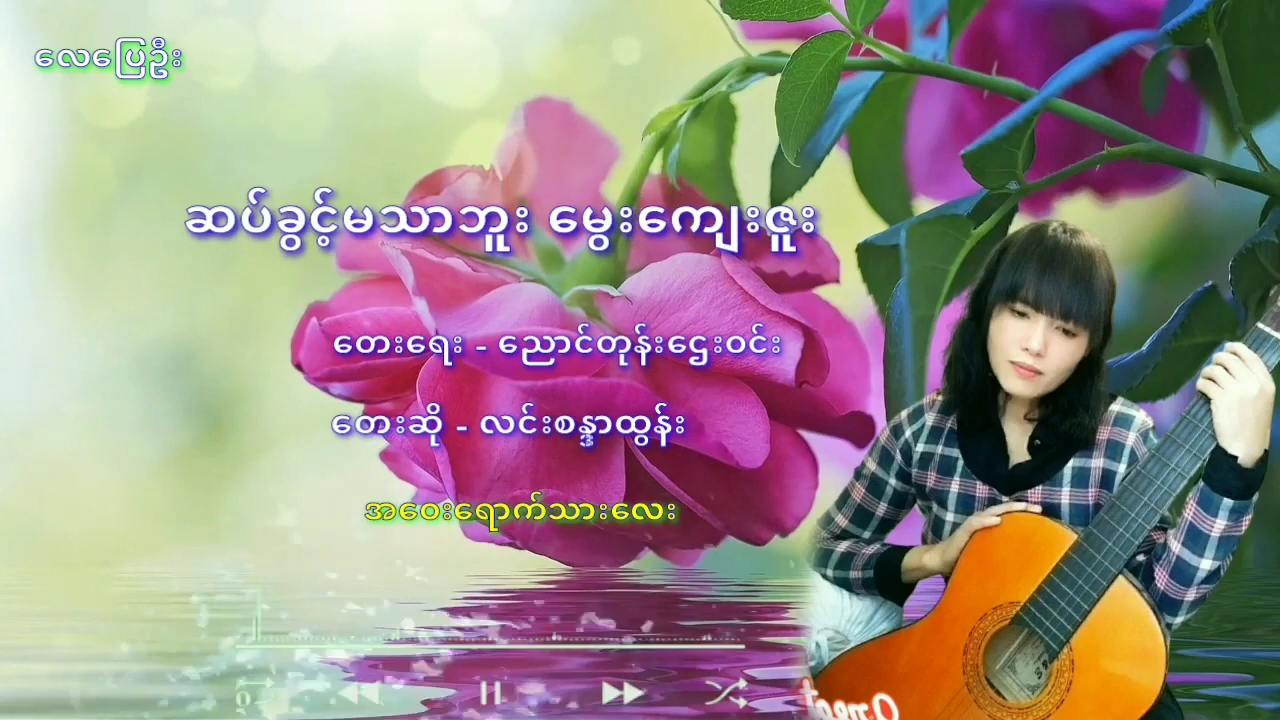 လေပြေဦး
ဆပ်ခွင့်မသာဘူး မွေးကျေးဇူး
တေးရေး - ညောင်တုန်းဌေးဝင်း
တေးဆို - လင်းစန္ဒာထွန်း
အဝေးရောက်သားလေး